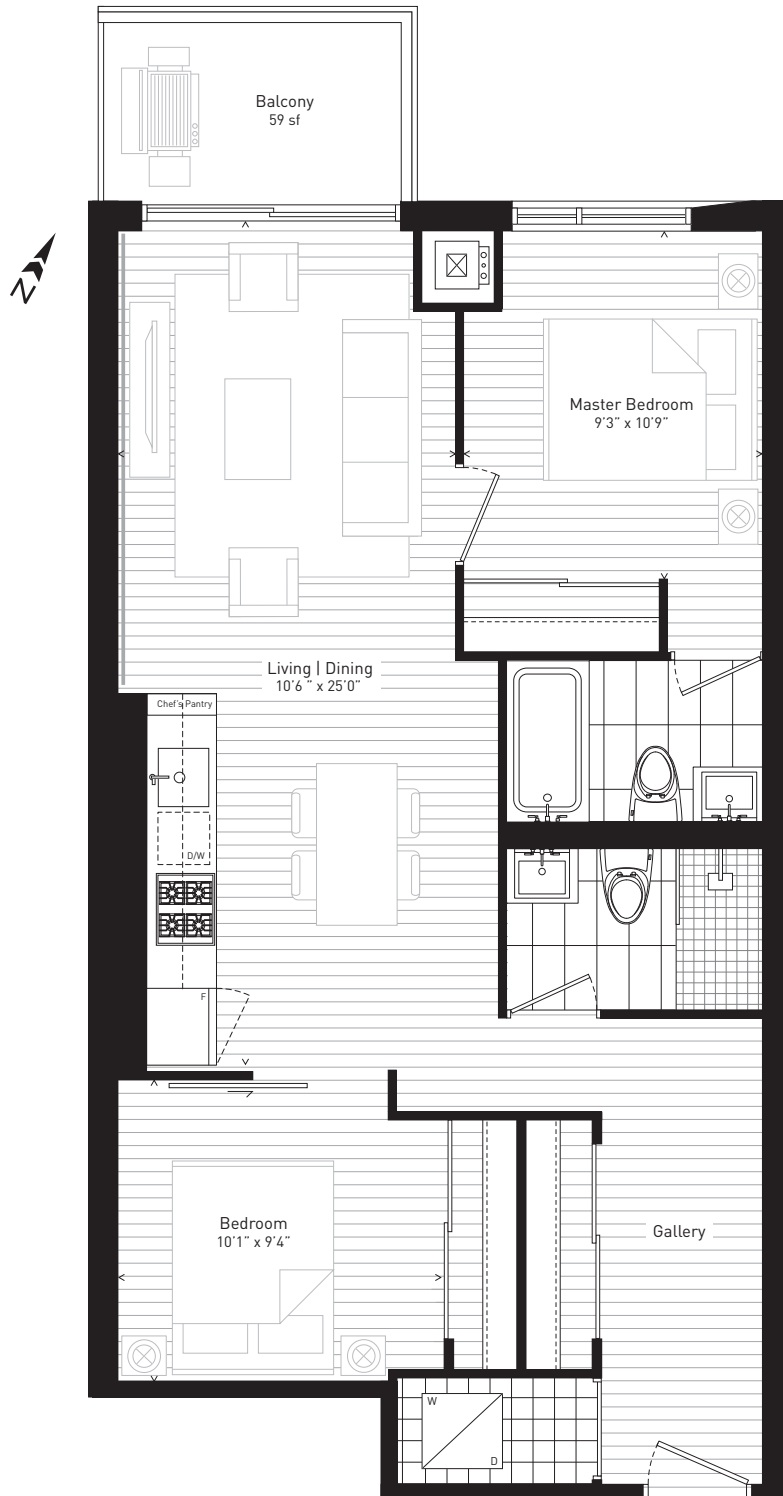 Balcony
59 sf
N
Master Bedroom
9’3” x 10’9”
Living | Dining
10’6 ” x 25’0”
Chef’s Pantry
D/W
F
Bedroom
10’1” x 9’4”
Gallery
W
D